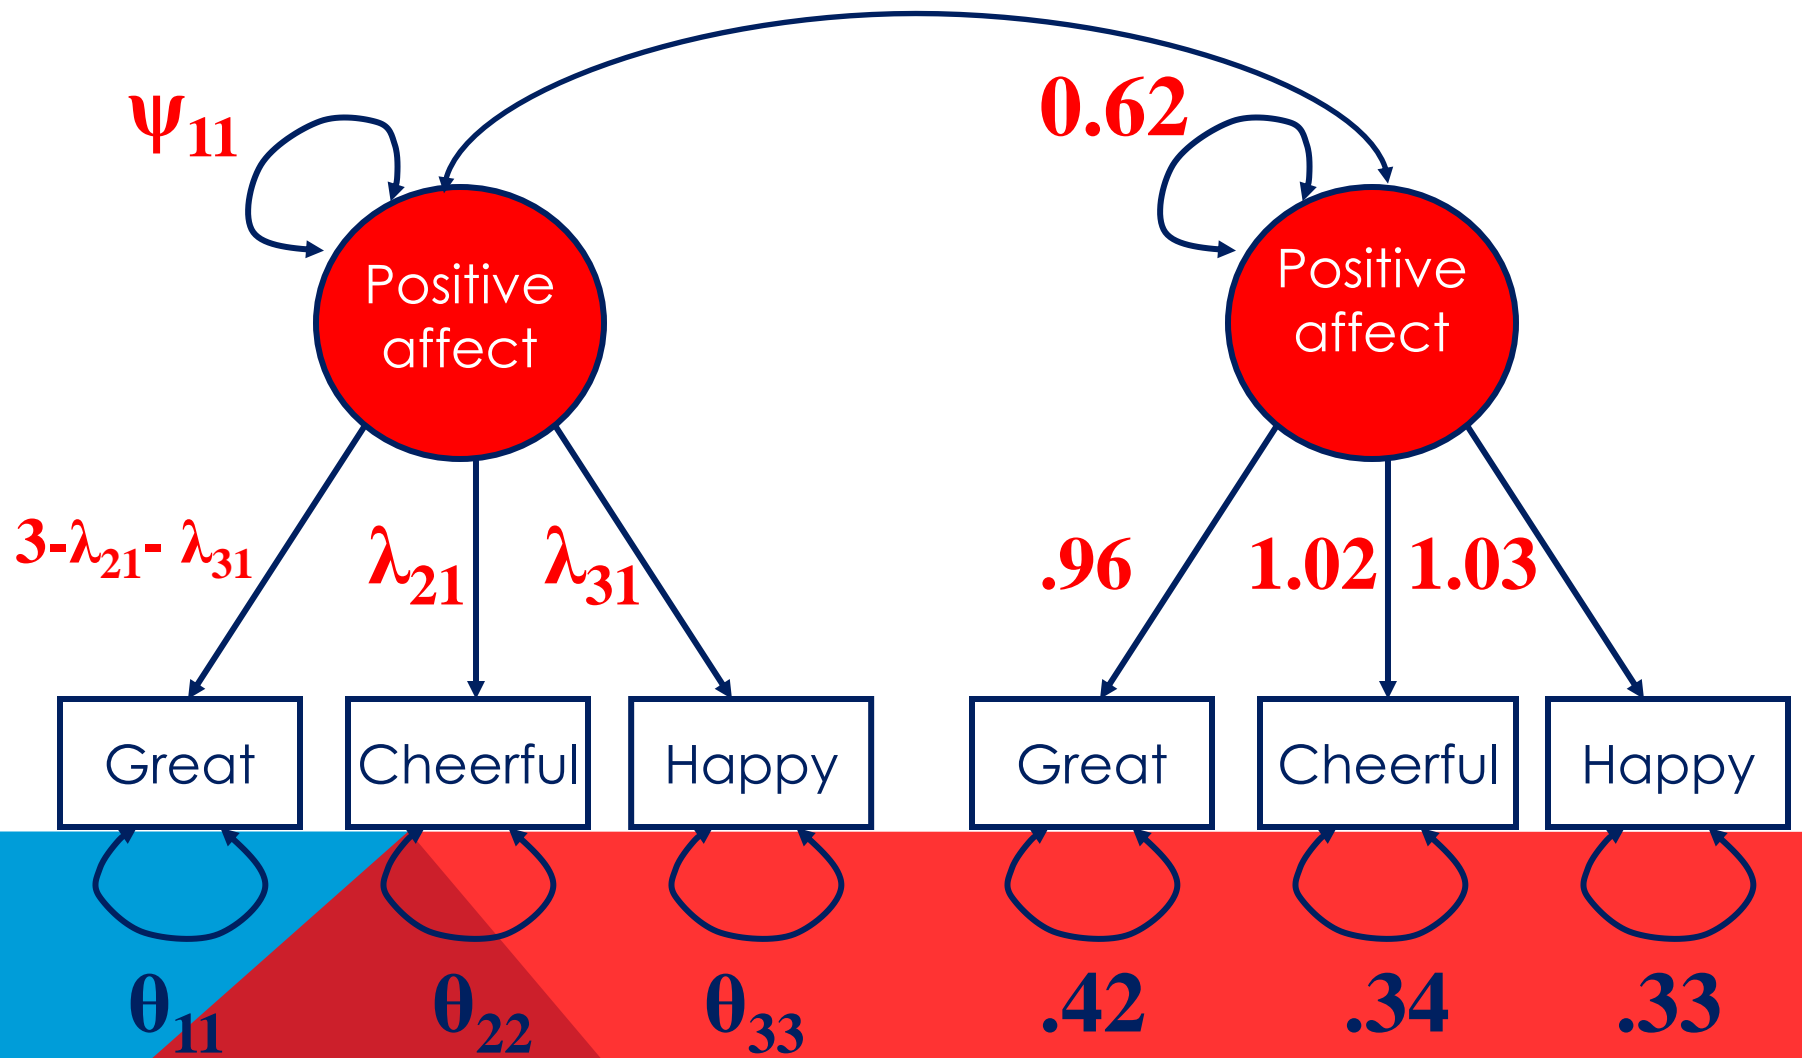 ψ11
0.62
Positive
affect
Positive
affect
3-λ21- λ31
λ21
λ31
.96
1.02
1.03
Great
Cheerful
Happy
Great
Cheerful
Happy
θ11
θ22
θ33
.42
.34
.33